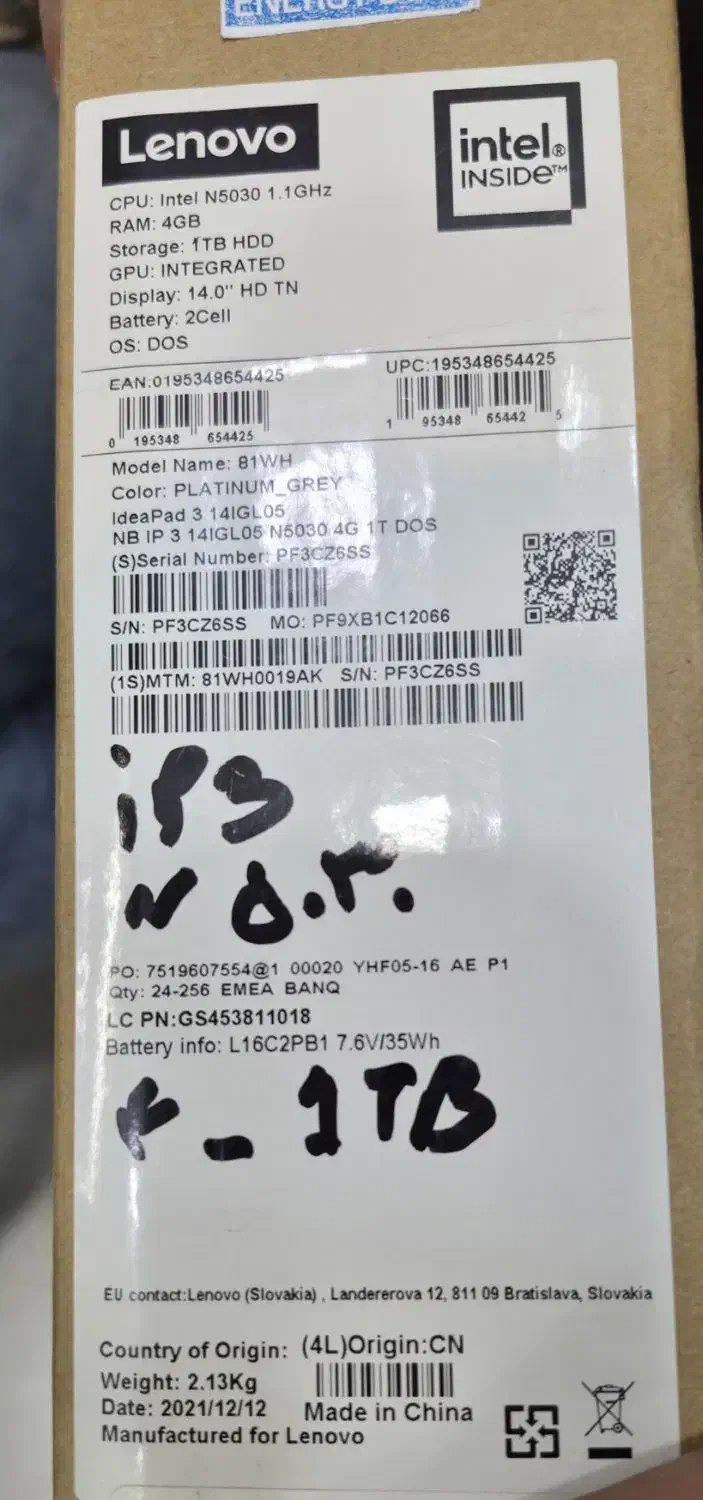 Lenovo
intel® INSIDE™
CPU: Intel N5030 1.1GHz
RAM: 4GB
Storage: 1TB HDD
GPU: INTEGRATED
Display: 14.0'' HD TN
Battery: 2Cell
OS: DOS
EAN.0195348654425
0 195348 654425
UPC:195348654425
1 95348 65442 5
Model Name: 81WH
Color: PLATINUM_GREY
IdeaPad 3 14IGL05
NB IP 3 14IGL05 N5030 4G 1T DOS
(S)Serial Number: PF3CZ6SS
S/N: PF3CZ6SS MO: PF9XB1C12066
(1S)MTM: 81WH0019AK S/N: PF3CZ6SS
iP3
PO: 7519607554@1 00020 YHF05-16 AE P1
Qty: 24-256 EMEA BANQ
LC PN:GS453811018
Battery info: L16C2PB1 7.6V/35Wh
- 1TB
EU contact:Lenovo (Slovakia) , Landererova 12, 811 09 Bratislava, Slovakia
Country of Origin: (4L)Origin:CN
Weight: 2.13Kg
Date: 2021/12/12 Made in China
Manufactured for Lenovo